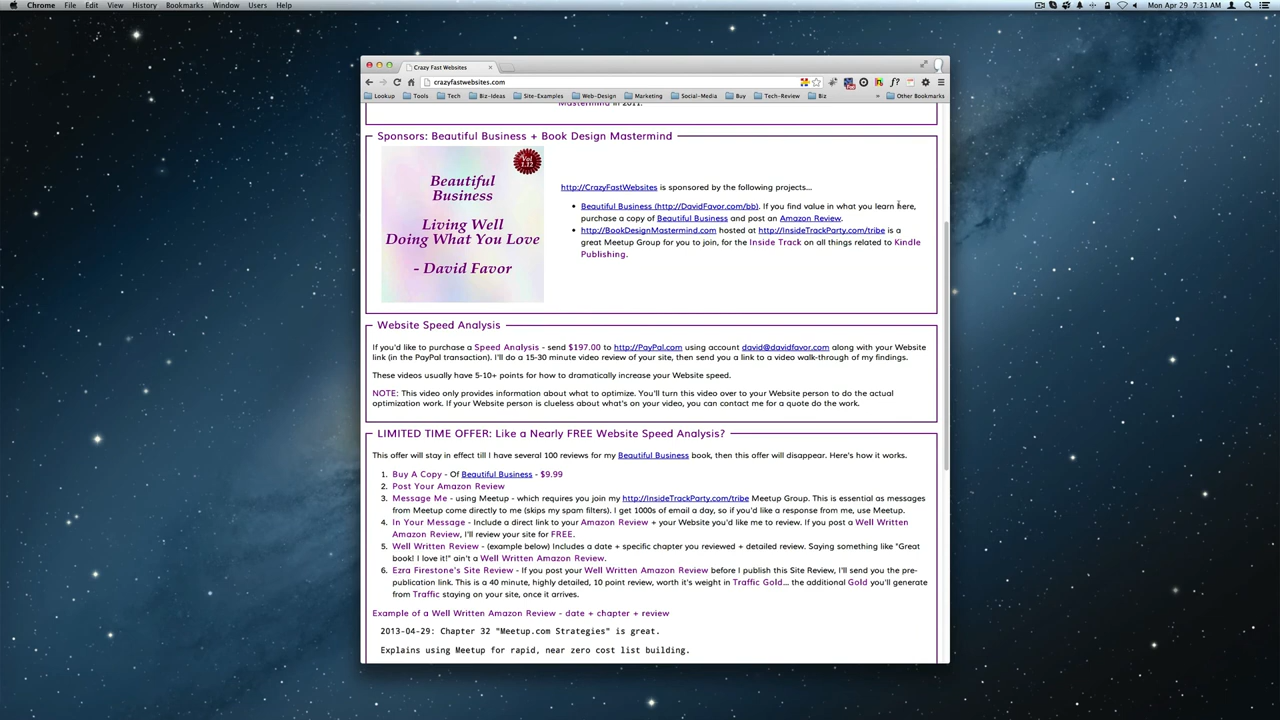 Chrome File Edit View History Bookmarks Window Users Help
Mon Apr 29 7:31 AM
Crazy Fast Websites
crazyfastwebsites.com
Lookup Tools Tech Biz-Ideas Site-Examples Web-Design Marketing Social-Media Buy Tech-Review Biz » Other Bookmarks
Mastermind in 2011.
Sponsors: Beautiful Business + Book Design Mastermind
Vol
1.12
Beautiful
Business
Living Well
Doing What You Love
- David Favor
http://CrazyFastWebsites is sponsored by the following projects...
• Beautiful Business (http://DavidFavor.com/bb). If you find value in what you learn here,
purchase a copy of Beautiful Business and post an Amazon Review.
• http://BookDesignMastermind.com hosted at http://InsideTrackParty.com/tribe is a
great Meetup Group for you to join, for the Inside Track on all things related to Kindle
Publishing.
Website Speed Analysis
If you'd like to purchase a Speed Analysis - send $197.00 to http://PayPal.com using account david@davidfavor.com along with your Website
link (in the PayPal transaction). I'll do a 15-30 minute video review of your site, then send you a link to a video walk-through of my findings.
These videos usually have 5-10+ points for how to dramatically increase your Website speed.
NOTE: This video only provides information about what to optimize. You'll turn this video over to your Website person to do the actual
optimization work. If your Website person is clueless about what's on your video, you can contact me for a quote do the work.
LIMITED TIME OFFER: Like a Nearly FREE Website Speed Analysis?
This offer will stay in effect till I have several 100 reviews for my Beautiful Business book, then this offer will disappear. Here's how it works.
1. Buy A Copy - Of Beautiful Business - $9.99
2. Post Your Amazon Review
3. Message Me - using Meetup - which requires you join my http://InsideTrackParty.com/tribe Meetup Group. This is essential as messages
from Meetup come directly to me (skips my spam filters). I get 1000s of email a day, so if you'd like a response from me, use Meetup.
4. In Your Message - Include a direct link to your Amazon Review + your Website you'd like me to review. If you post a Well Written
Amazon Review, I'll review your site for FREE.
5. Well Written Review - (example below) Includes a date + specific chapter you reviewed + detailed review. Saying something like "Great
book! I love it!" ain't a Well Written Amazon Review.
6. Ezra Firestone's Site Review - If you post your Well Written Amazon Review before I publish this Site Review, I'll send you the pre-
publication link. This is a 40 minute, highly detailed, 10 point review, worth it's weight in Traffic Gold... the additional Gold you'll generate
from Traffic staying on your site, once it arrives.
Example of a Well Written Amazon Review - date + chapter + review
2013-04-29: Chapter 32 "Meetup.com Strategies" is great.
Explains using Meetup for rapid, near zero cost list building.